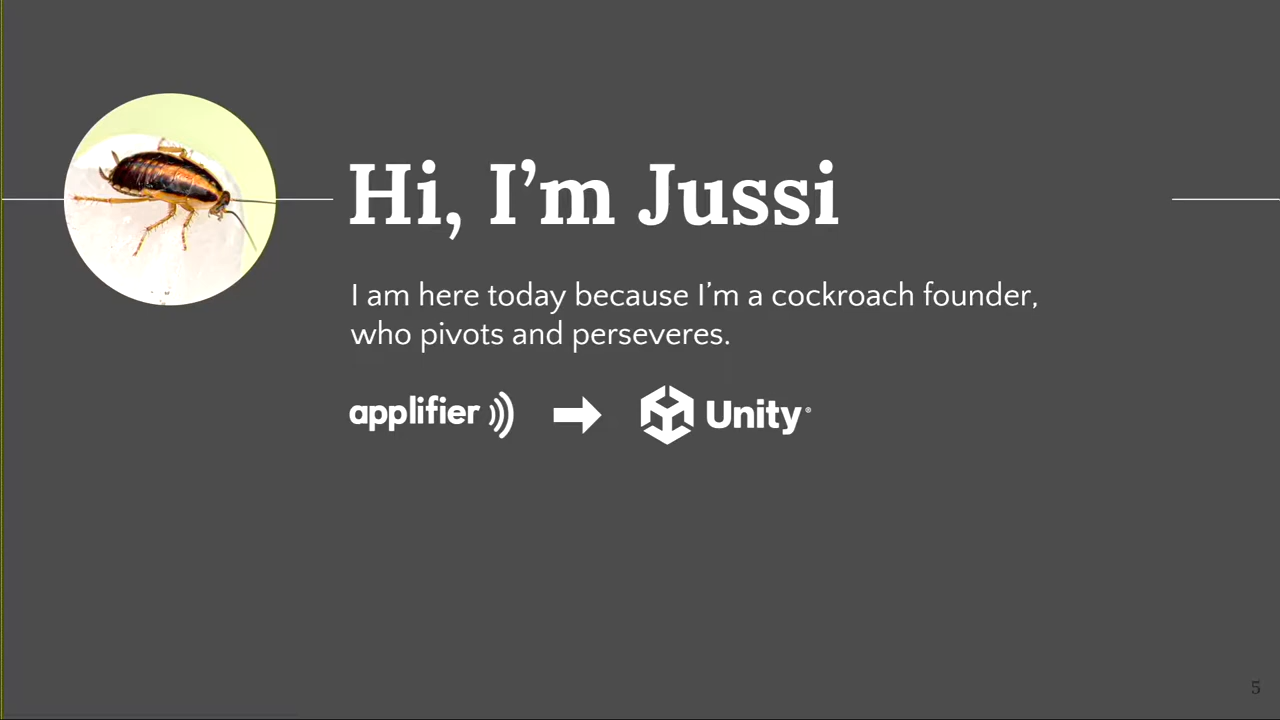 Hi, I’m Jussi
I am here today because I’m a cockroach founder,
who pivots and perseveres.
applifier Unity®
5